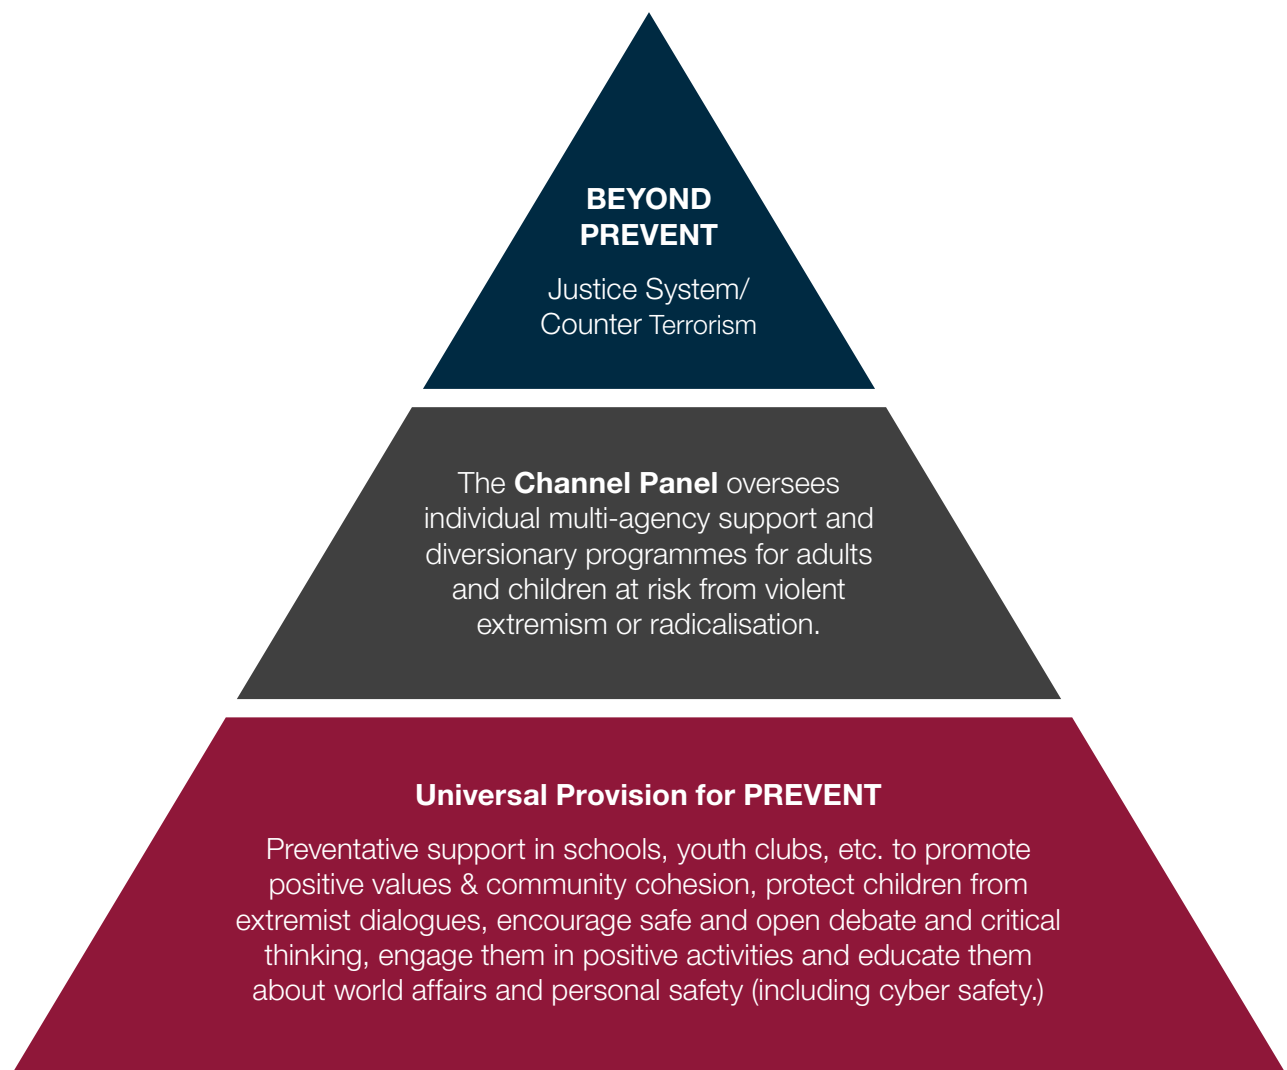 BEYOND
PREVENT
Justice System/
Counter Terrorism
The Channel Panel oversees
individual multi-agency support and
diversionary programmes for adults
and children at risk from violent
extremism or radicalisation.
Universal Provision for PREVENT
Preventative support in schools, youth clubs, etc. to promote
positive values & community cohesion, protect children from
extremist dialogues, encourage safe and open debate and critical
thinking, engage them in positive activities and educate them
about world affairs and personal safety (including cyber safety.)